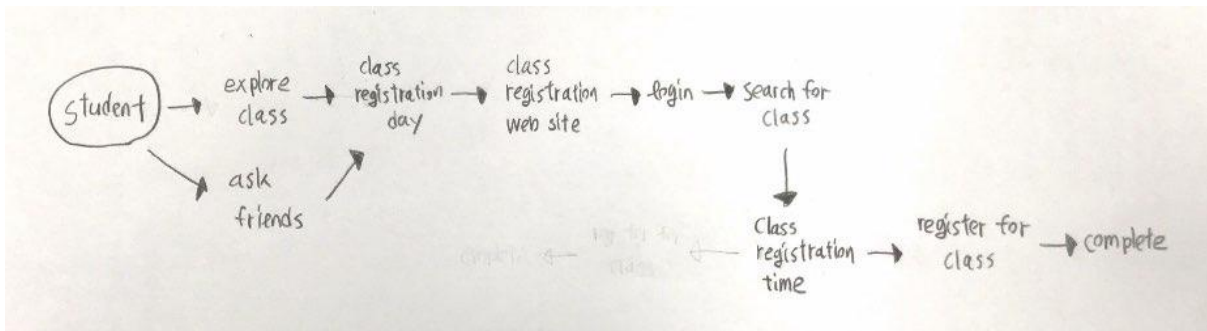 student
explore
class
class
registration
day
class
registration
web site
login
search for
class
ask
friends
Class
registration
time
register for
class
complete